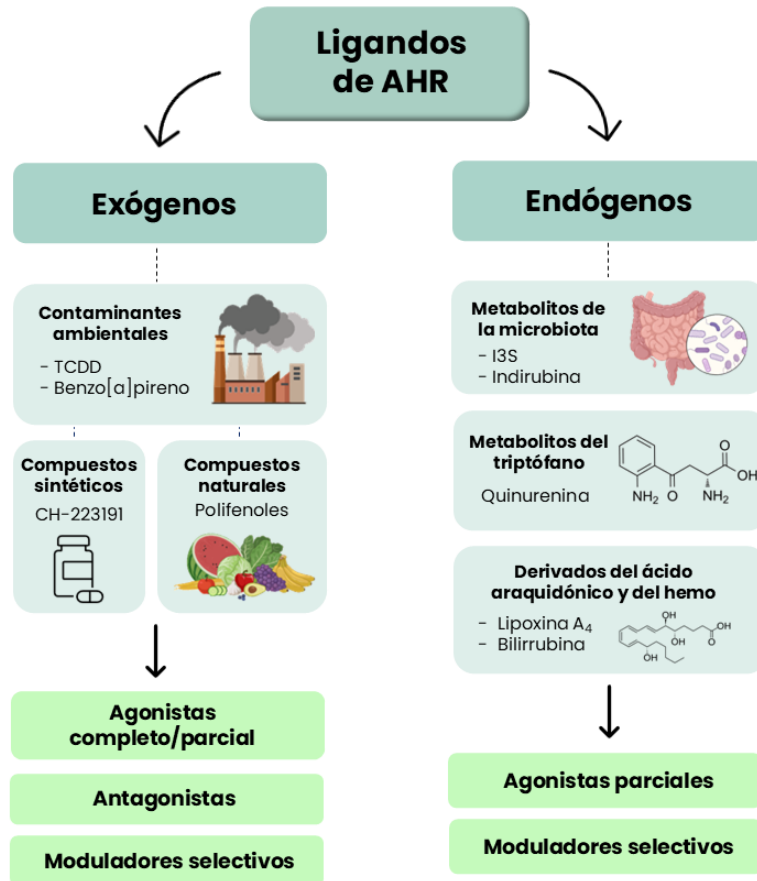 Ligandos
de AHR
Exógenos
Contaminantes
ambientales
- TCDD
- Benzo[a]pireno
Compuestos
sintéticos
CH-223191
Compuestos
naturales
Polifenoles
Agonistas
completo/parcial
Antagonistas
Moduladores selectivos
Endógenos
Metabolitos de
la microbiota
- I3S
- Indirubina
Metabolitos del
triptófano
Quinurenina
O
OH
NH₂ O NH₂
Derivados del ácido
araquidónico y del hemo
- Lipoxina A₄
- Bilirrubina
OH
OH
O
OH
OH
Agonistas parciales
Moduladores selectivos